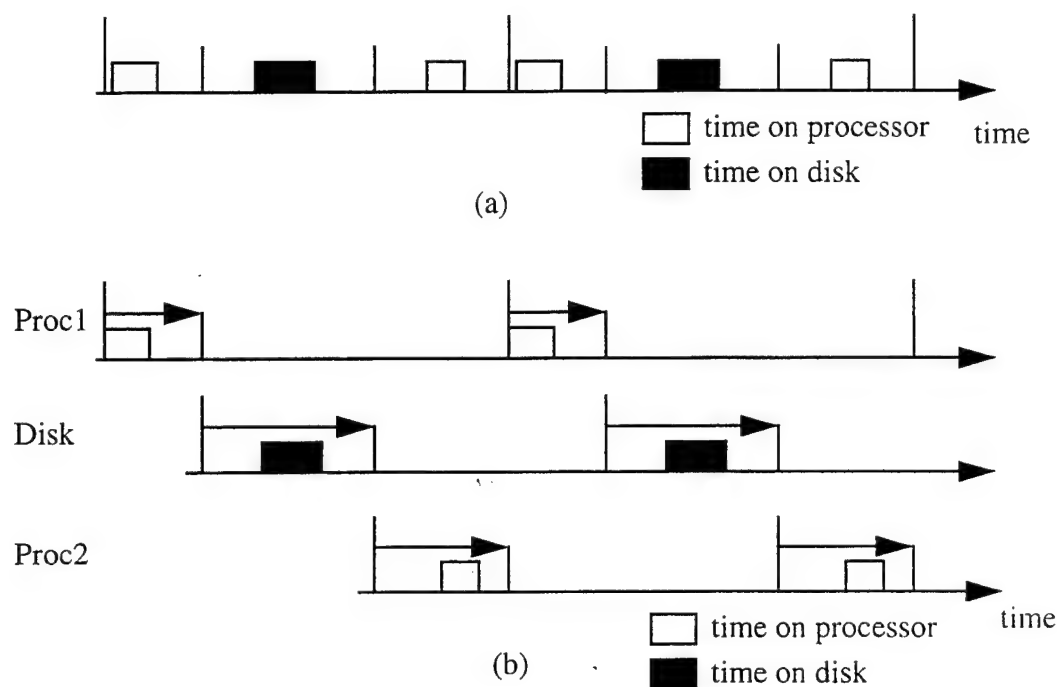 time on processor
time
time on disk
(a)
Proc1
Disk
Proc2
time
time on processor
(b)
time on disk